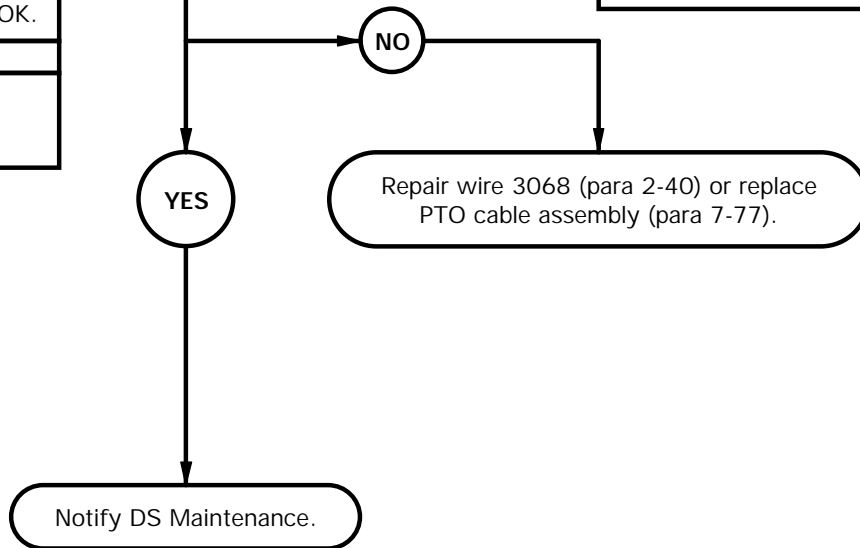 OK.
NO
YES
Repair wire 3068 (para 2-40) or replace
PTO cable assembly (para 7-77).
Notify DS Maintenance.